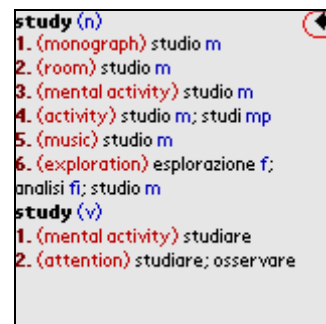 study (n)
1. (monograph) studio m
2. (room) studio m
3. (mental activity) studio m
4. (activity) studio m; studi mp
5. (music) studio m
6. (exploration) esplorazione f;
analisi fi; studio m
study (v)
1. (mental activity) studiare
2. (attention) studiare; osservare